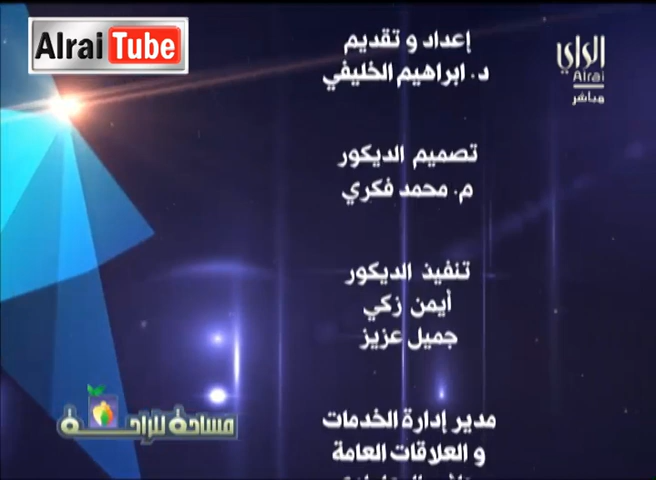 Alrai Tube
إعداد و تقديم
د. ابراهيم الخليفي
الراي
Alrai
مباشر
تصميم الديكور
م. محمد فكري
تنفيذ الديكور
أيمن زكي
جميل عزيز
مساحة للراحة
مدير إدارة الخدمات
و العلاقات العامة